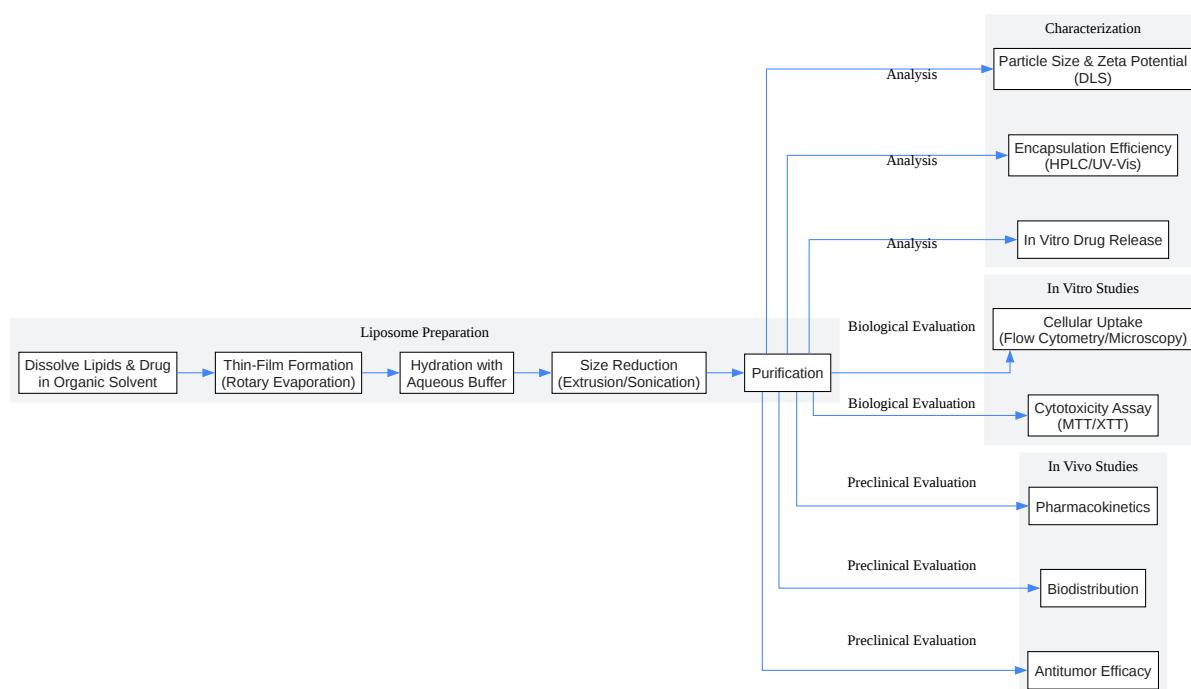 Characterization
Particle Size & Zeta Potential
(DLS)
Analysis
Encapsulation Efficiency
(HPLC/UV-Vis)
Analysis
In Vitro Drug Release
Analysis
In Vitro Studies
Cellular Uptake
(Flow Cytometry/Microscopy)
Biological Evaluation
Liposome Preparation
Dissolve Lipids & Drug
in Organic Solvent
Thin-Film Formation
(Rotary Evaporation)
Hydration with
Aqueous Buffer
Size Reduction
(Extrusion/Sonication)
Purification
Biological Evaluation
Cytotoxicity Assay
(MTT/XTT)
In Vivo Studies
Preclinical Evaluation
Pharmacokinetics
Preclinical Evaluation
Biodistribution
Preclinical Evaluation
Antitumor Efficacy